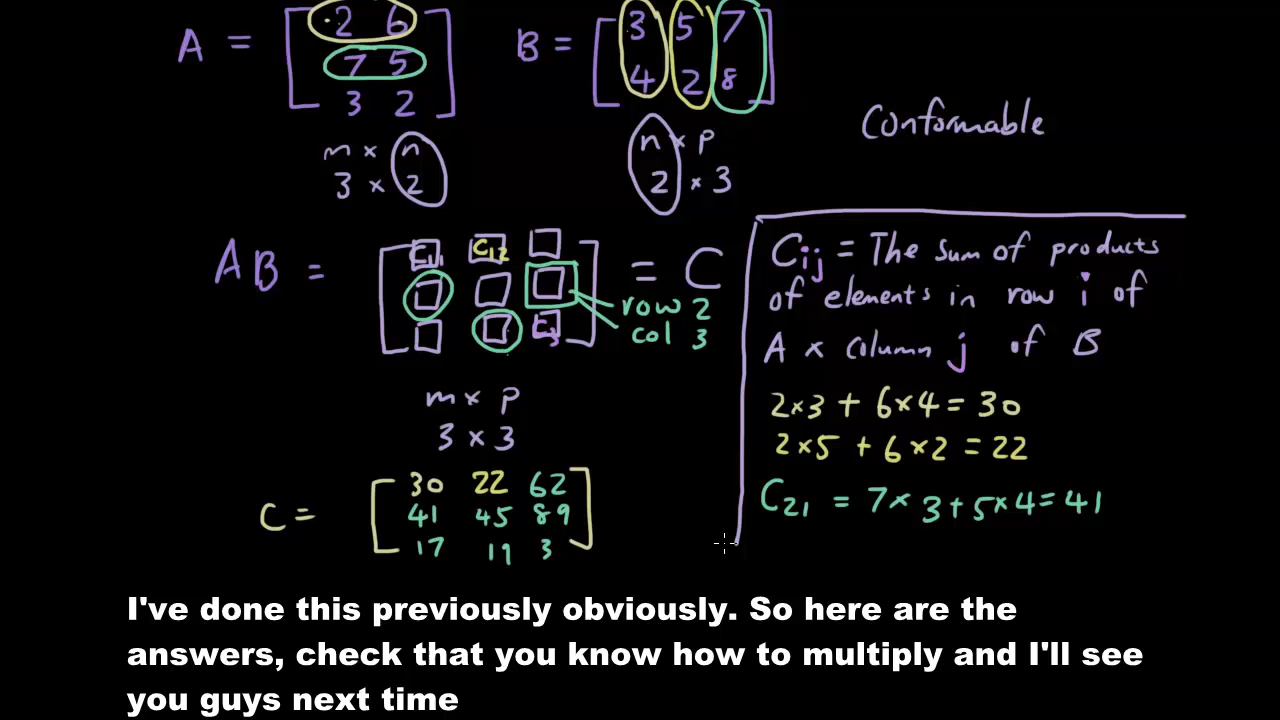 A = [ 2 6 B = [ 3 5 7
7 5
3 2 ] 4 2 8 ]
Conformable
m × n n × p
3 × 2 2 × 3
AB = [ C11 C12 ] = C
row 2
col 3
Cij = The sum of products
of elements in row i of
A × column j of B
2×3 + 6×4 = 30
2×5 + 6×2 = 22
C21 = 7×3+5×4=41
m × p
3 × 3
C = [ 30 22 62
41 45 89
17 19 3 ]
I've done this previously obviously. So here are the
answers, check that you know how to multiply and I'll see
you guys next time